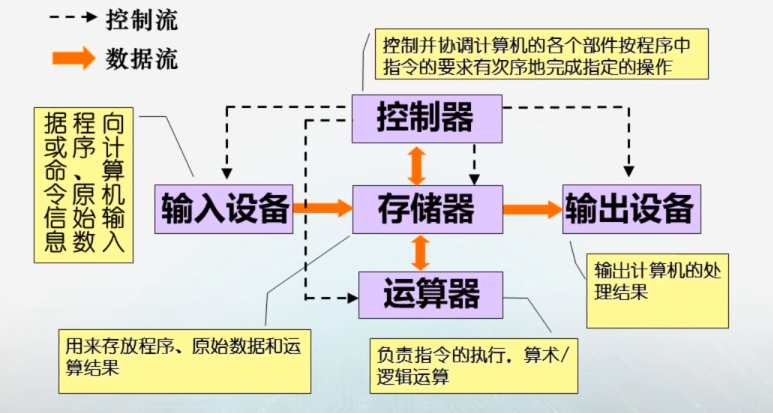 控制流
数据流
控制并协调计算机的各个部件按程序中
指令的要求有次序地完成指定的操作
向计算机输入
程序、原始数
据或命令信息
控制器
输入设备
存储器
输出设备
运算器
输出计算机的处
理结果
用来存放程序、原始数据和运
算结果
负责指令的执行，算术/
逻辑运算